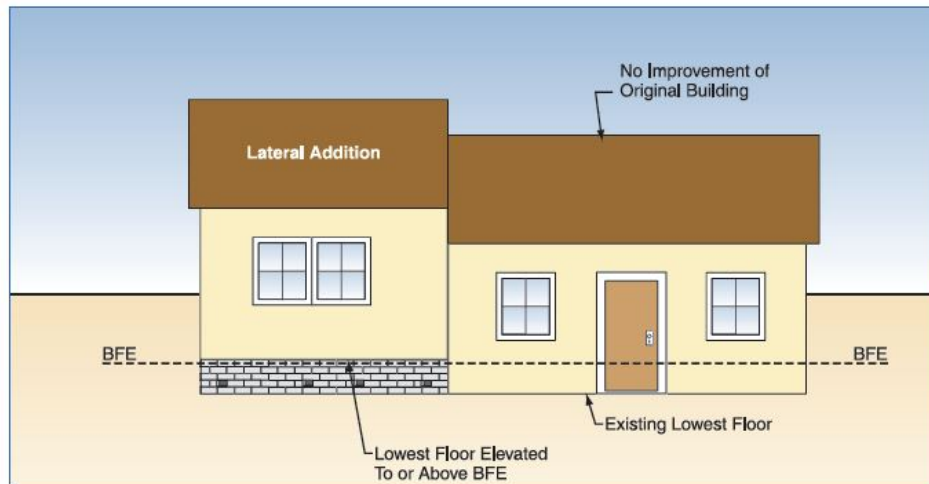 No Improvement of
Original Building
Lateral Addition
BFE
BFE
Existing Lowest Floor
Lowest Floor Elevated
To or Above BFE